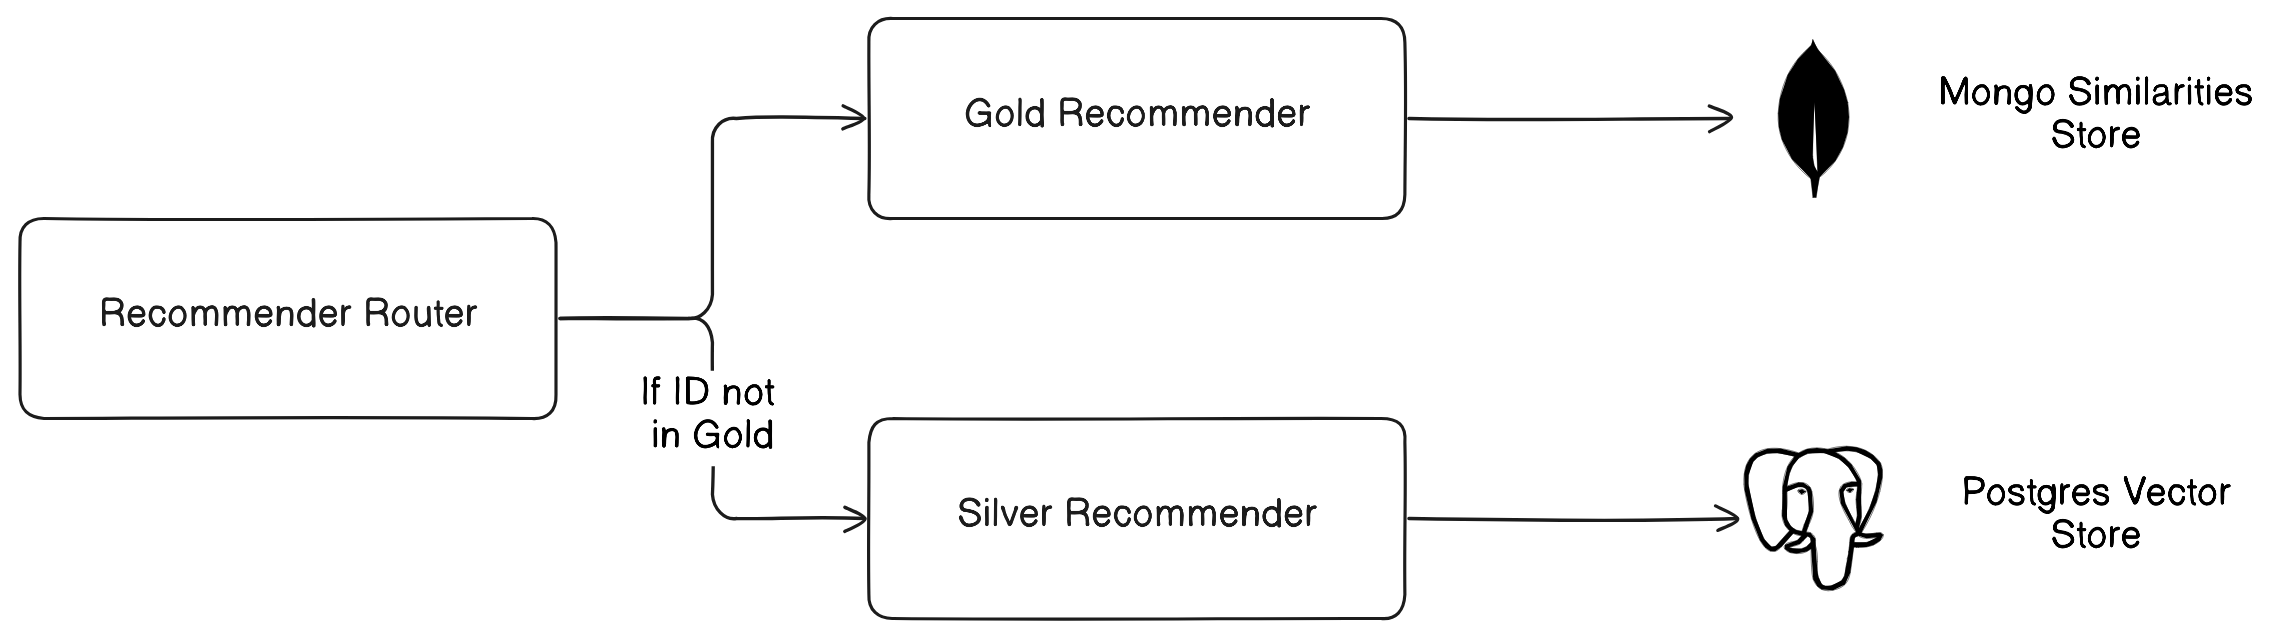 Gold Recommender
Mongo Similarities
Store
Recommender Router
If ID not
in Gold
Silver Recommender
Postgres Vector
Store